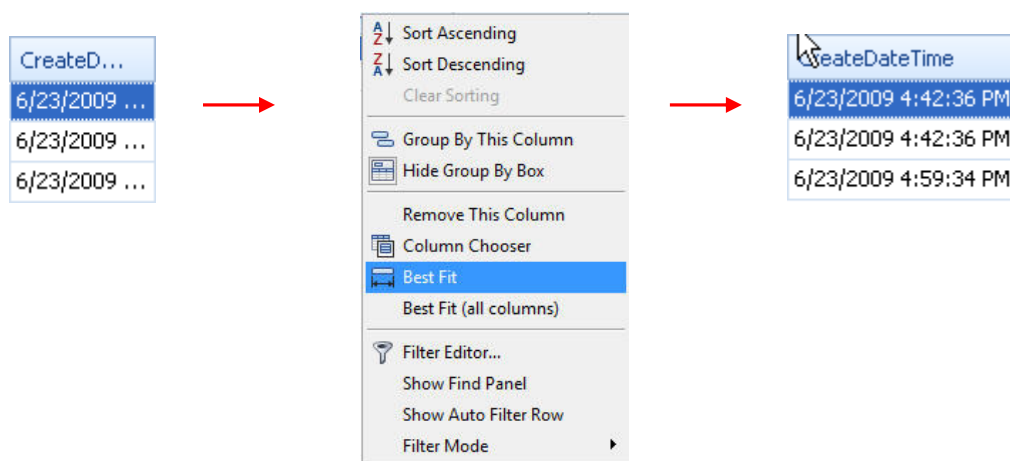 CreateD...
6/23/2009 ...
6/23/2009 ...
6/23/2009 ...
Sort Ascending
Sort Descending
Clear Sorting
Group By This Column
Hide Group By Box
Remove This Column
Column Chooser
Best Fit
Best Fit (all columns)
Filter Editor...
Show Find Panel
Show Auto Filter Row
Filter Mode
CreateDateTime
6/23/2009 4:42:36 PM
6/23/2009 4:42:36 PM
6/23/2009 4:59:34 PM